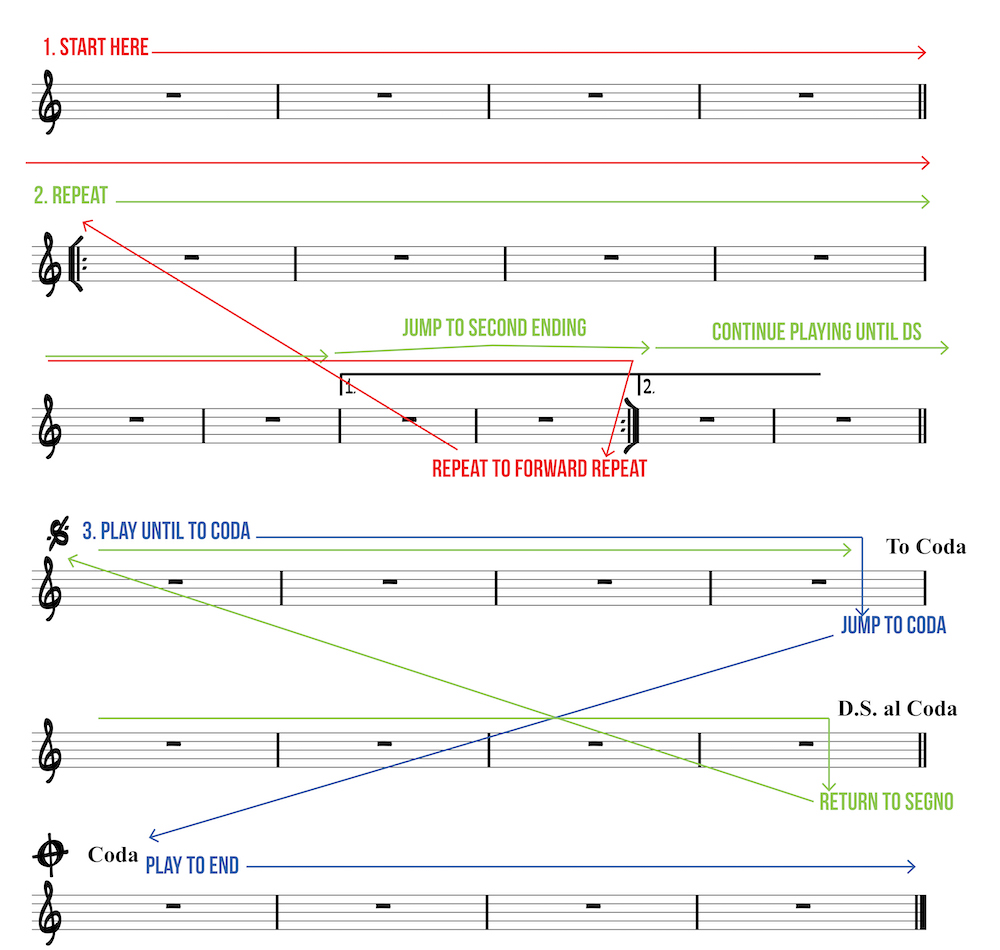 1. START HERE
2. REPEAT
JUMP TO SECOND ENDING
CONTINUE PLAYING UNTIL DS
1.
2.
REPEAT TO FORWARD REPEAT
3. PLAY UNTIL TO CODA
To Coda
JUMP TO CODA
D.S. al Coda
RETURN TO SEGNO
Coda
PLAY TO END